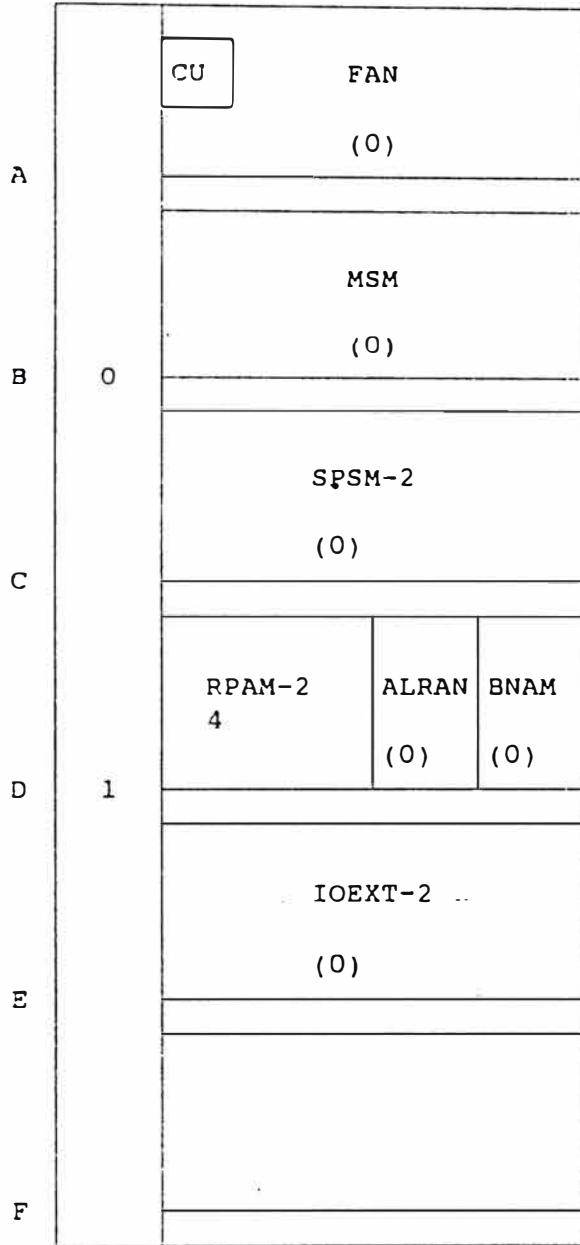 CU FAN
(0)
A
MSM
(0)
B 0
SPSM-2
(0)
C
RPAM-2 ALRAN BNAM
4
(0) (0)
D 1
IOEXT-2
(0)
E
F